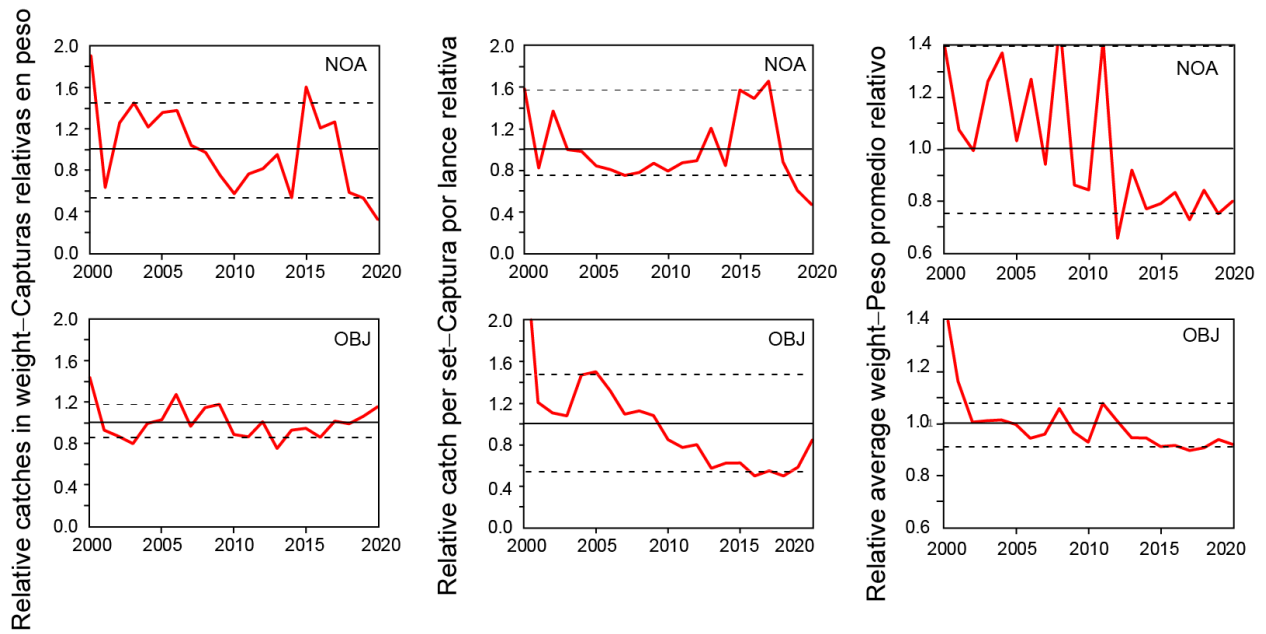 Relative catches in weight–Capturas relativas en peso
2.0
1.6
1.2
0.8
0.4
0.0
NOA
2000 2005 2010 2015 2020
2.0
1.6
1.2
0.8
0.4
0.0
OBJ
2000 2005 2010 2015 2020
Relative catch per set–Captura por lance relativa
2.0
1.6
1.2
0.8
0.4
0.0
NOA
2000 2005 2010 2015 2020
2.0
1.6
1.2
0.8
0.4
0.0
OBJ
2000 2005 2010 2015 2020
Relative average weight–Peso promedio relativo
1.4
1.2
1.0
0.8
0.6
NOA
2000 2005 2010 2015 2020
1.4
1.2
1.0
0.8
0.6
OBJ
2000 2005 2010 2015 2020